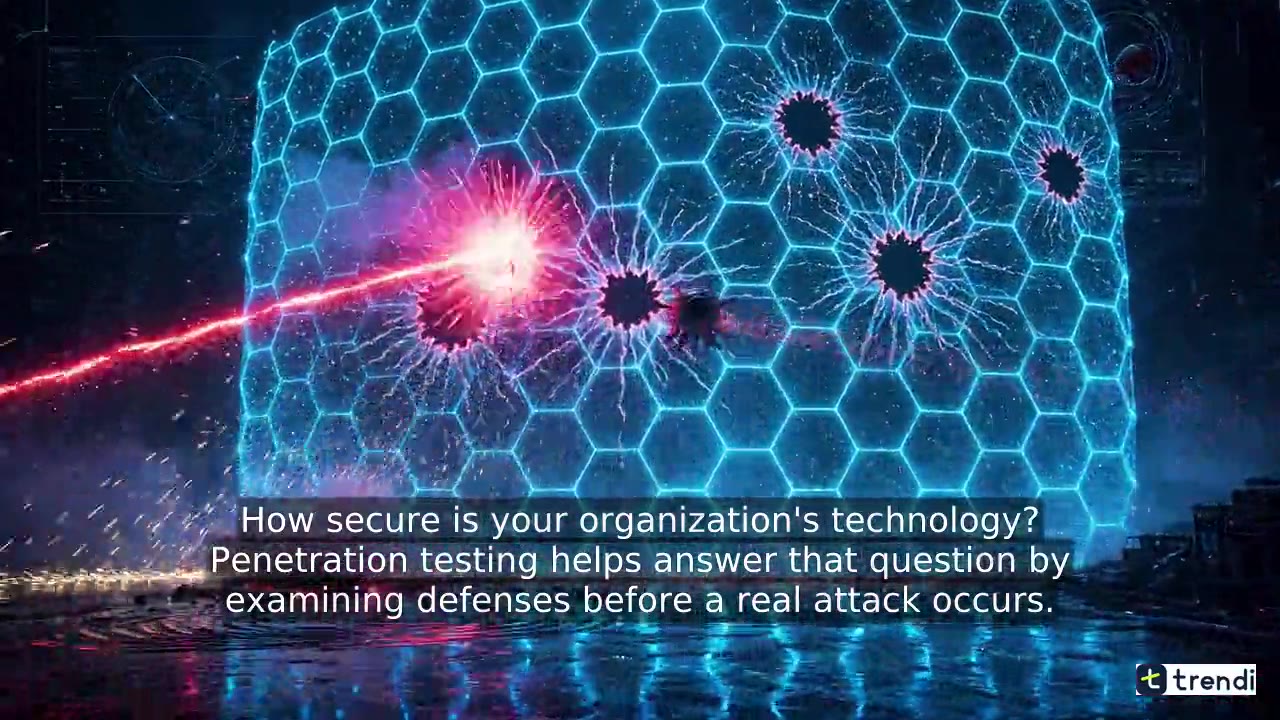 How secure is your organization's technology?
Penetration testing helps answer that question by
examining defenses before a real attack occurs.
trendi